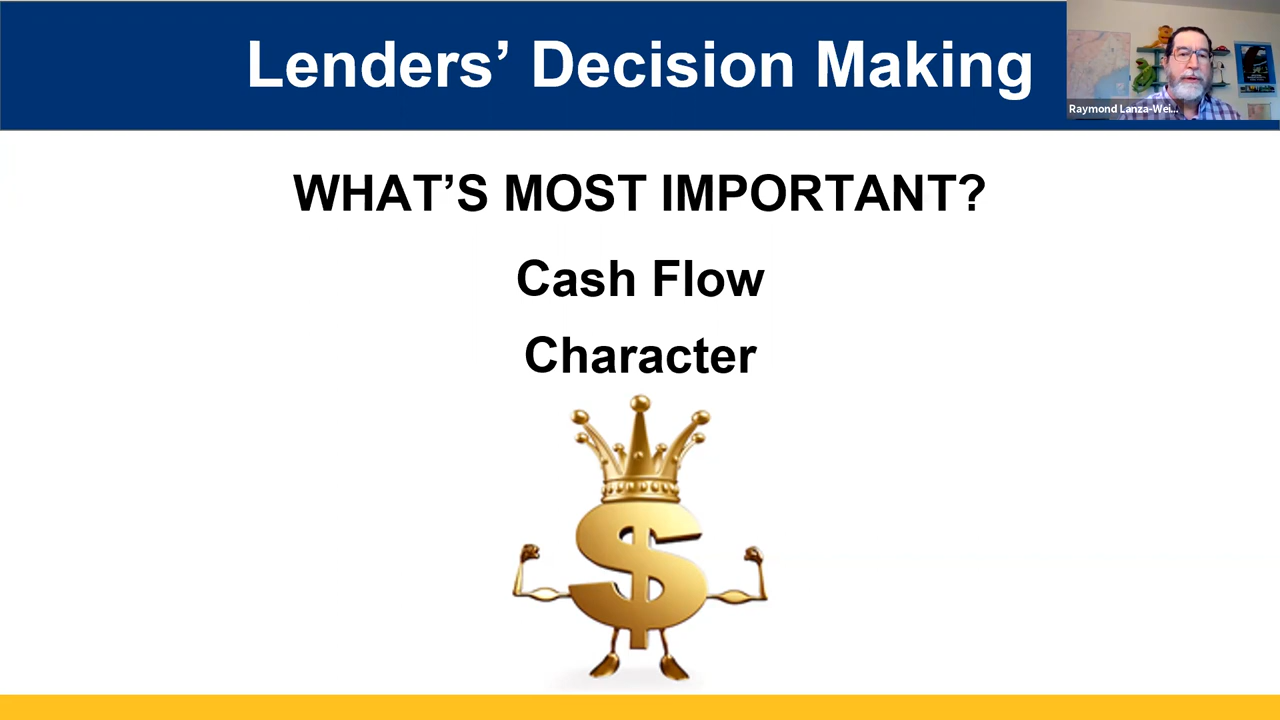 Lenders’ Decision Making
Raymond Lanza-Wei...
WHAT’S MOST IMPORTANT?
Cash Flow
Character
$